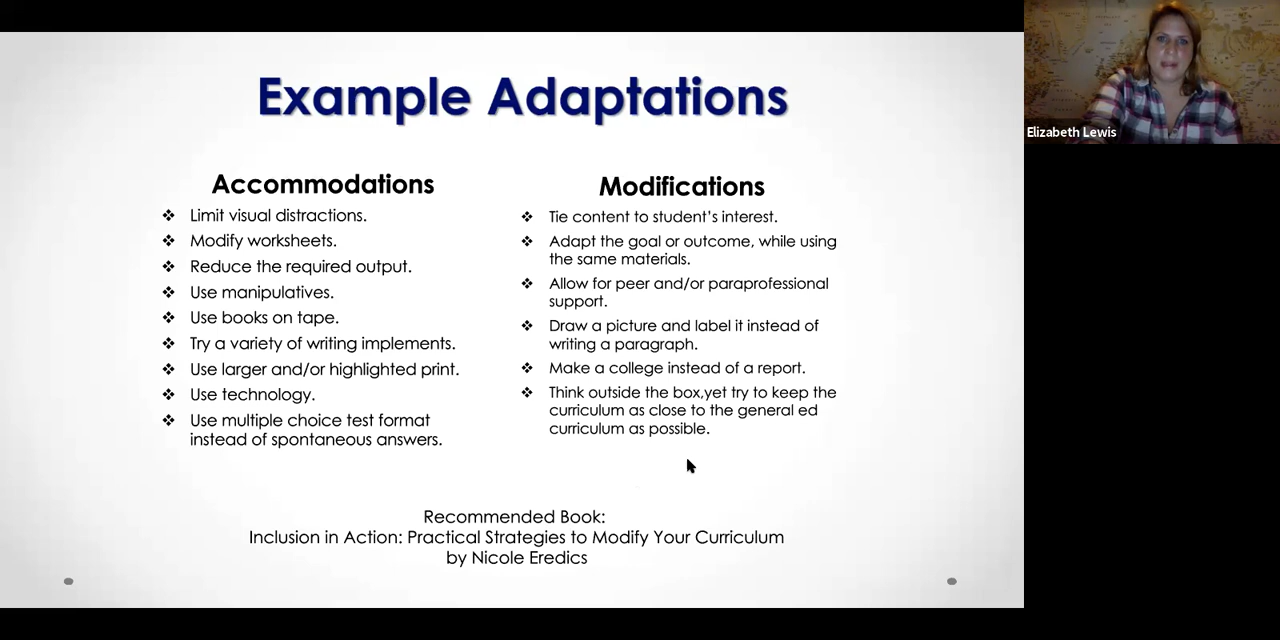 Example Adaptations
Accommodations
Limit visual distractions.
Modify worksheets.
Reduce the required output.
Use manipulatives.
Use books on tape.
Try a variety of writing implements.
Use larger and/or highlighted print.
Use technology.
Use multiple choice test format
instead of spontaneous answers.
Modifications
Tie content to student's interest.
Adapt the goal or outcome, while using
the same materials.
Allow for peer and/or paraprofessional
support.
Draw a picture and label it instead of
writing a paragraph.
Make a college instead of a report.
Think outside the box,yet try to keep the
curriculum as close to the general ed
curriculum as possible.
Recommended Book:
Inclusion in Action: Practical Strategies to Modify Your Curriculum
by Nicole Eredics
Elizabeth Lewis